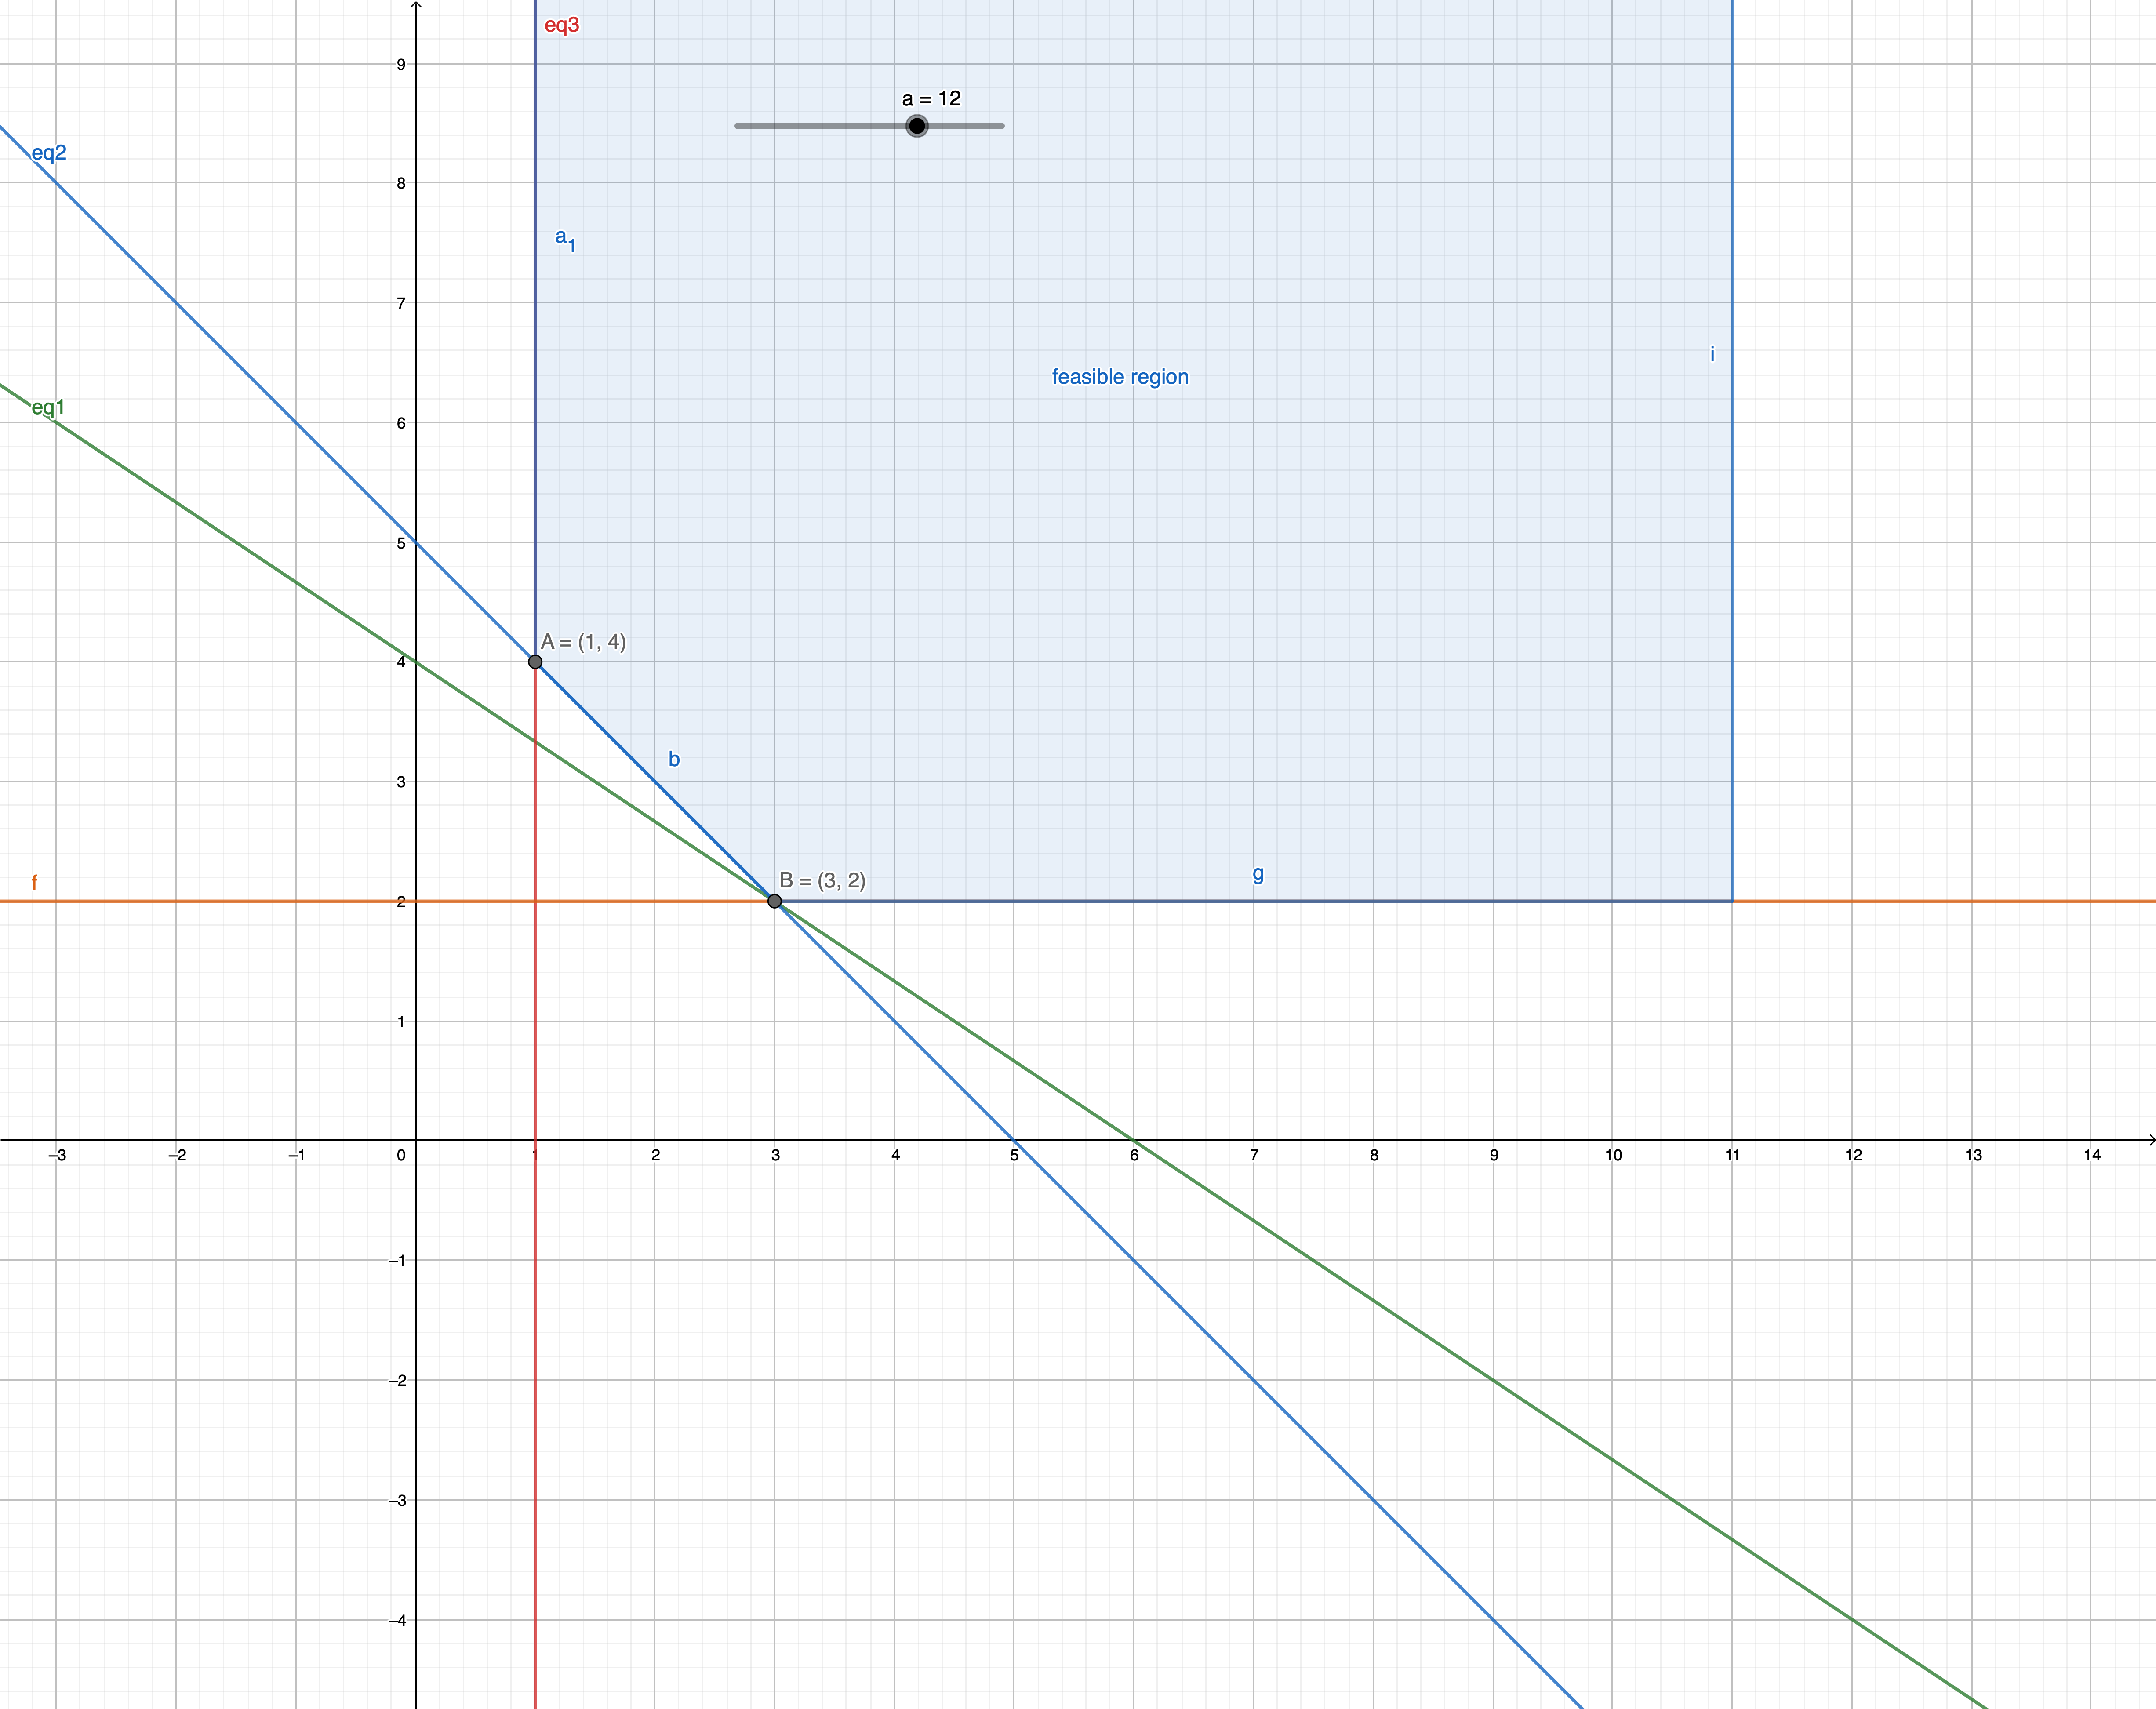 eq3
9
a = 12
eq2
8
a₁
7
i
feasible region
eq1
6
5
A = (1, 4)
4
b
3
B = (3, 2)
g
f
2
1
–3 –2 –1 0 1 2 3 4 5 6 7 8 9 10 11 12 13 14
–1
–2
–3
–4